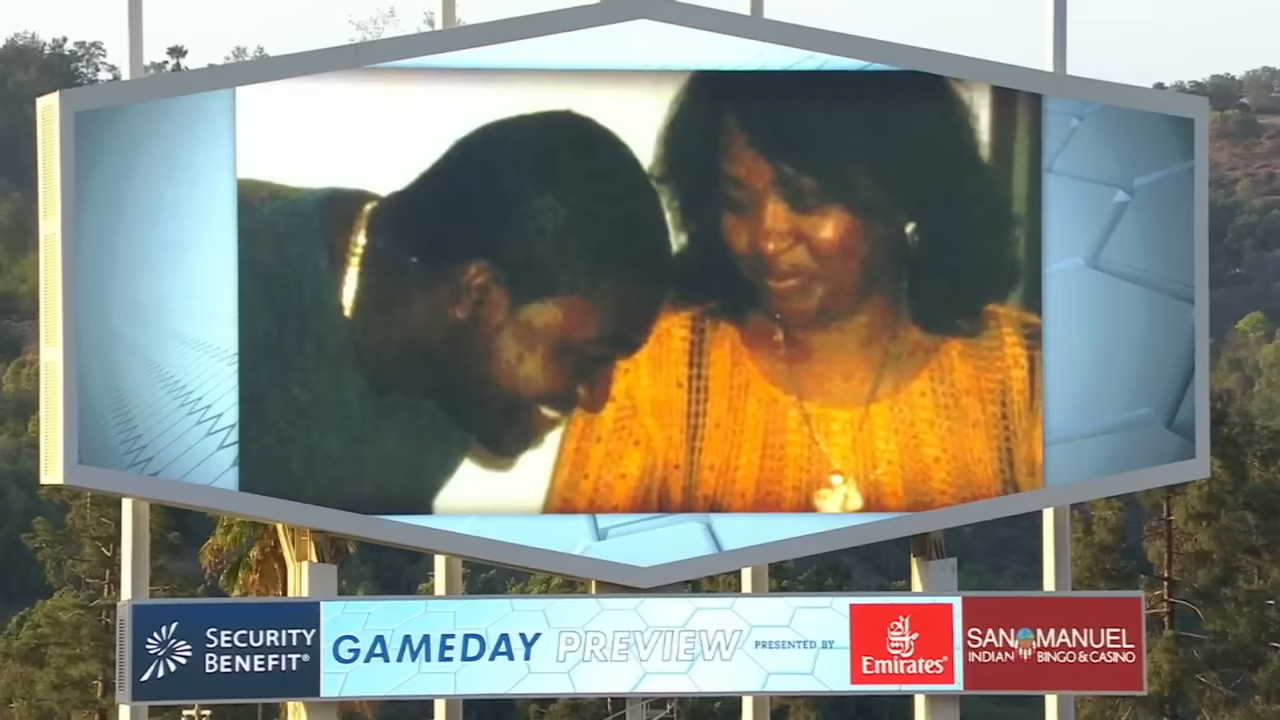 SECURITY
BENEFIT®
GAMEDAY PREVIEW PRESENTED BY
Emirates
SAN MANUEL
INDIAN BINGO & CASINO